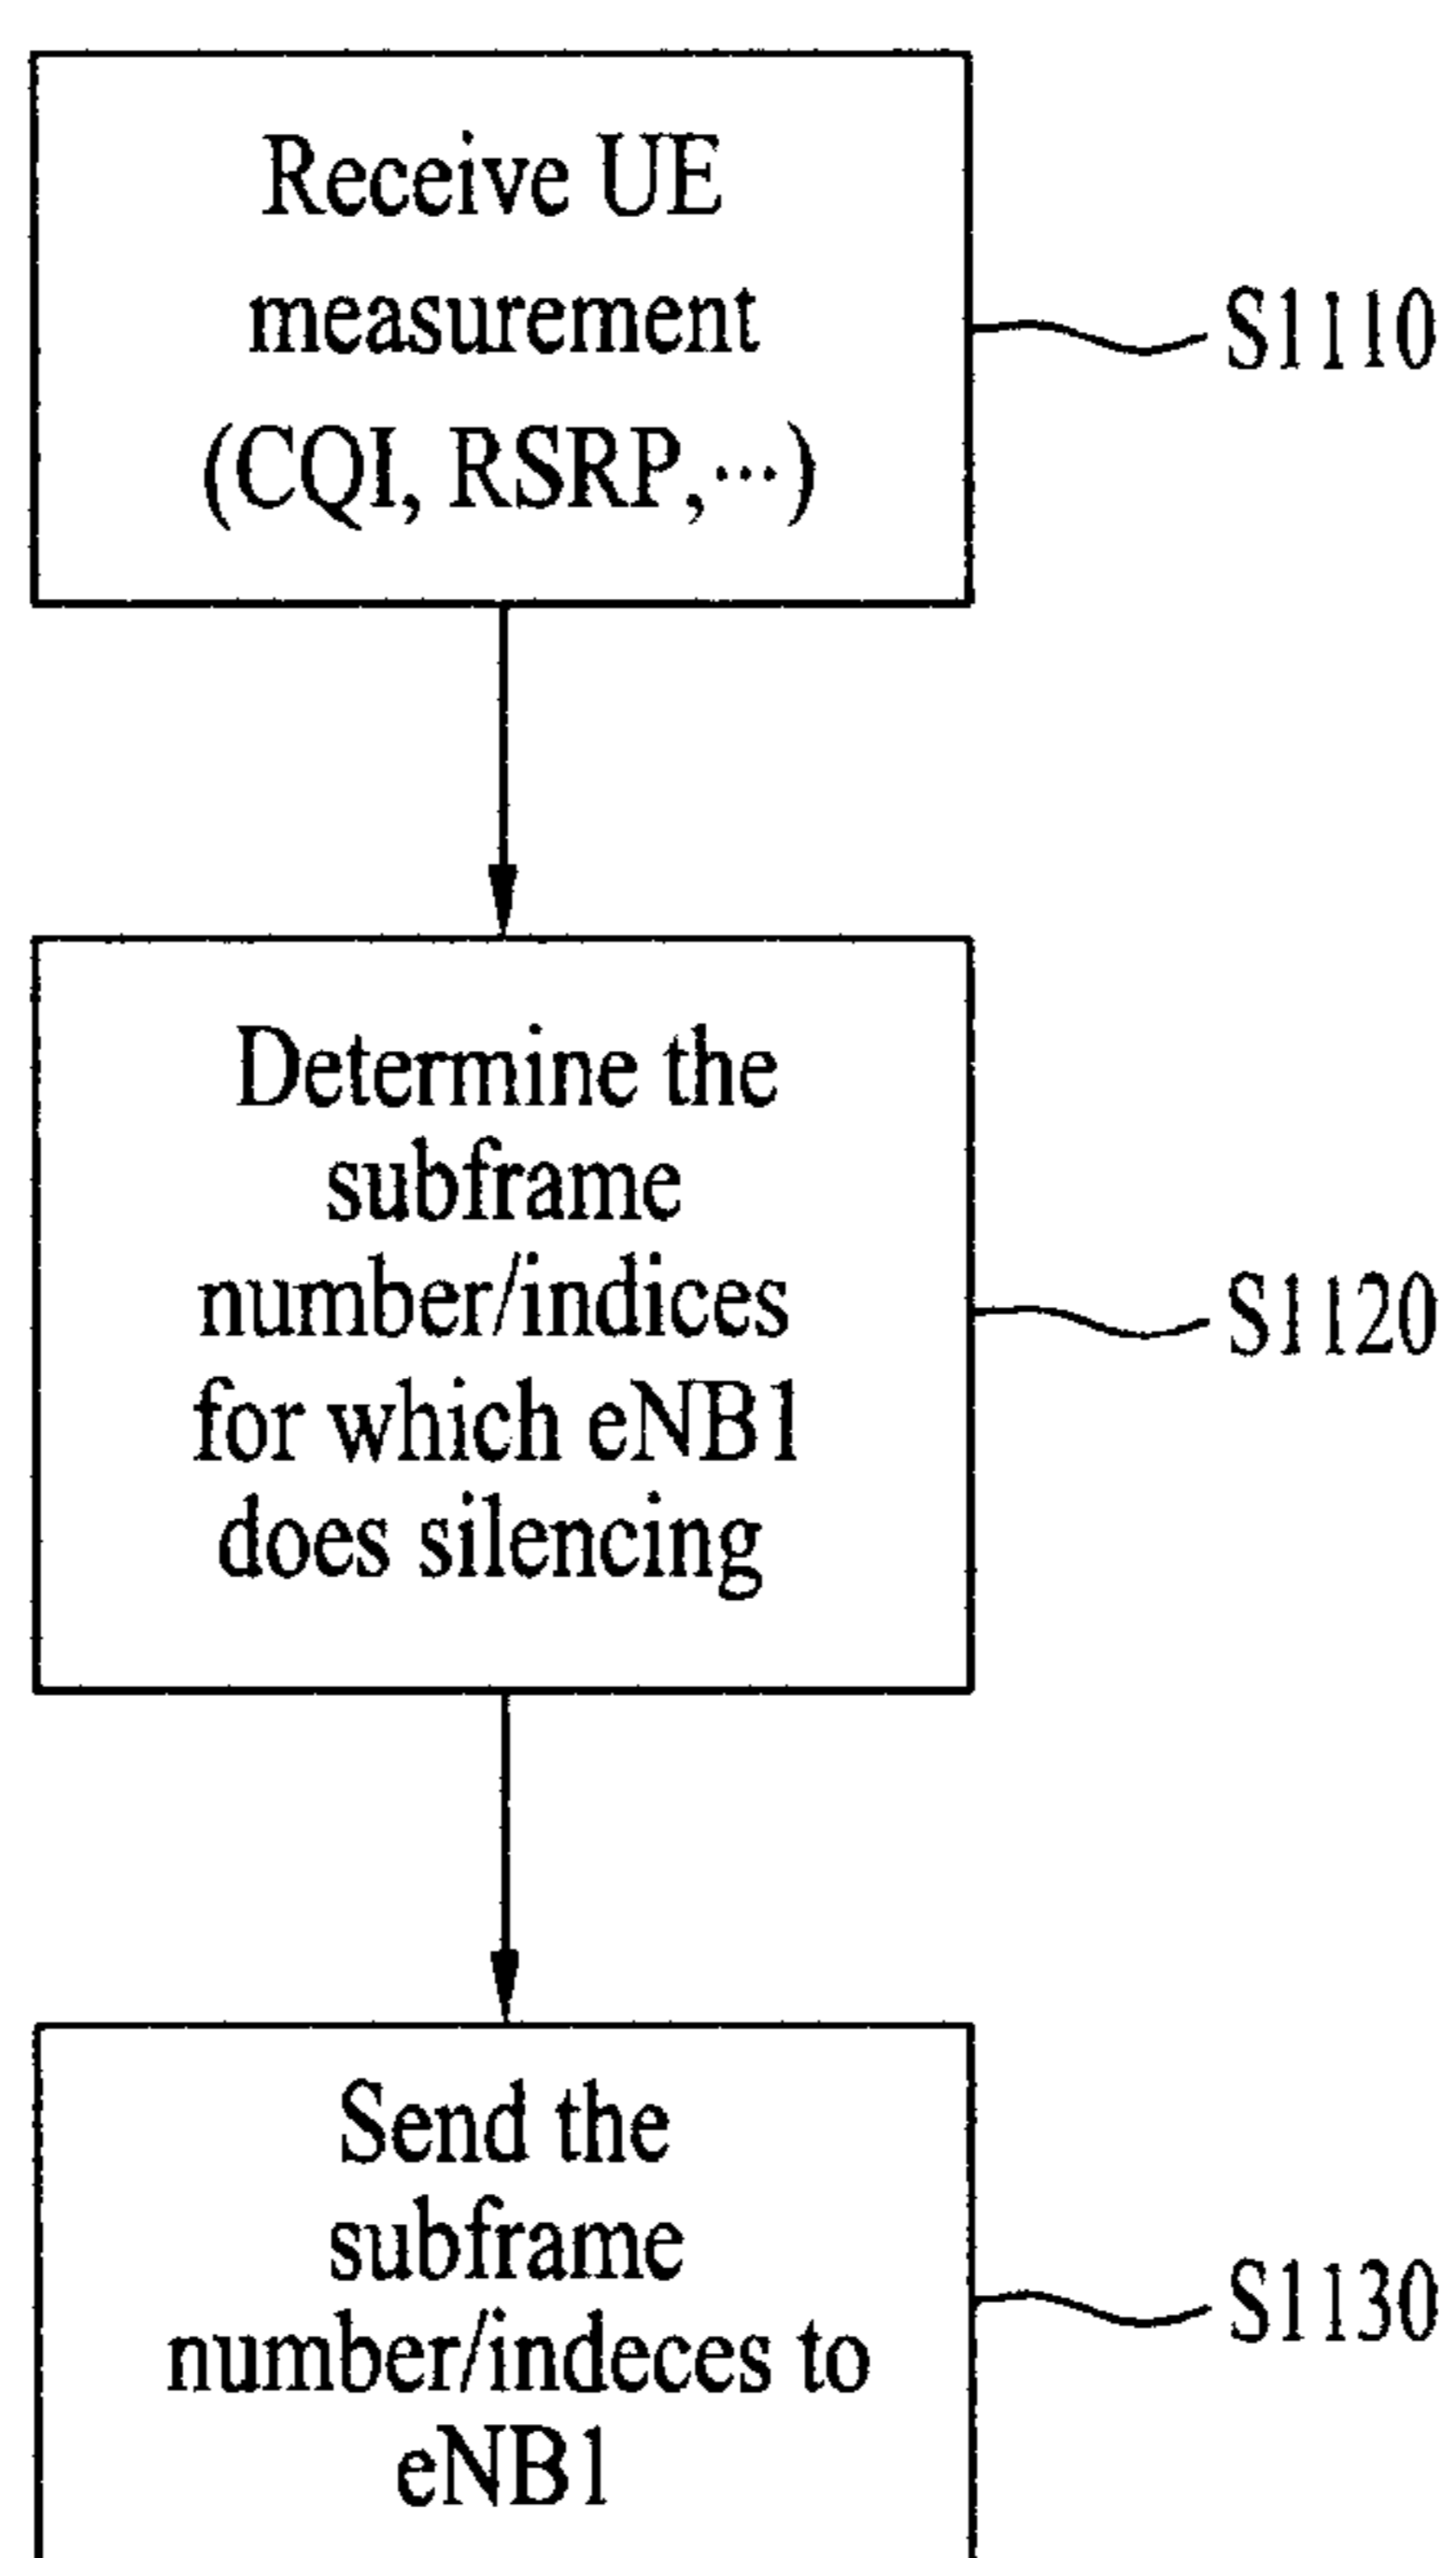 Receive UE
measurement
(CQI, RSRP,···)
S1110
Determine the
subframe
number/indices
for which eNB1
does silencing
S1120
Send the
subframe
number/indeces to
eNB1
S1130